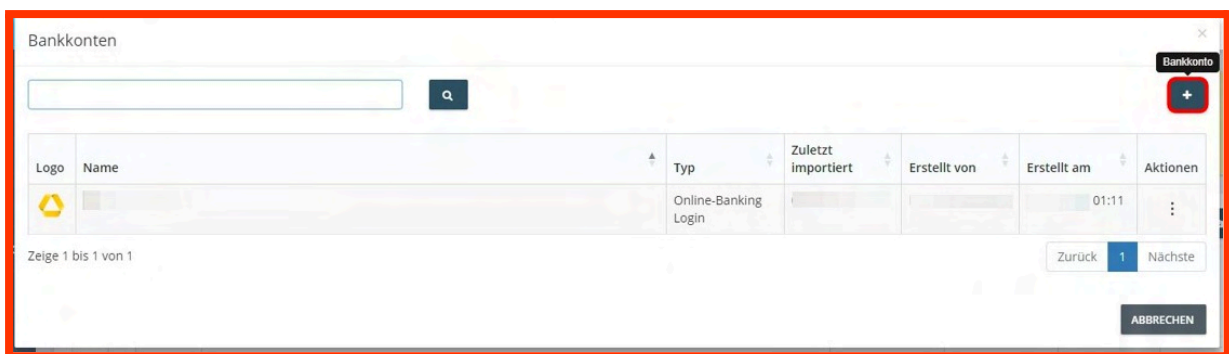 Bankkonten
Bankkonto
Logo Name Typ Zuletzt importiert Erstellt von Erstellt am Aktionen
Online-Banking Login 01:11
Zeige 1 bis 1 von 1
Zurück 1 Nächste
ABBRECHEN